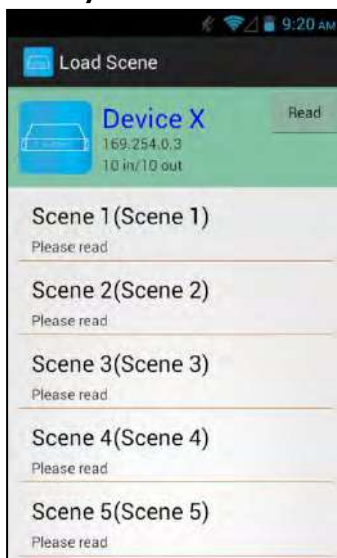 9:20 AM
Load Scene
Device X
Read
169.254.0.3
10 in/10 out
Scene 1(Scene 1)
Please read
Scene 2(Scene 2)
Please read
Scene 3(Scene 3)
Please read
Scene 4(Scene 4)
Please read
Scene 5(Scene 5)
Please read